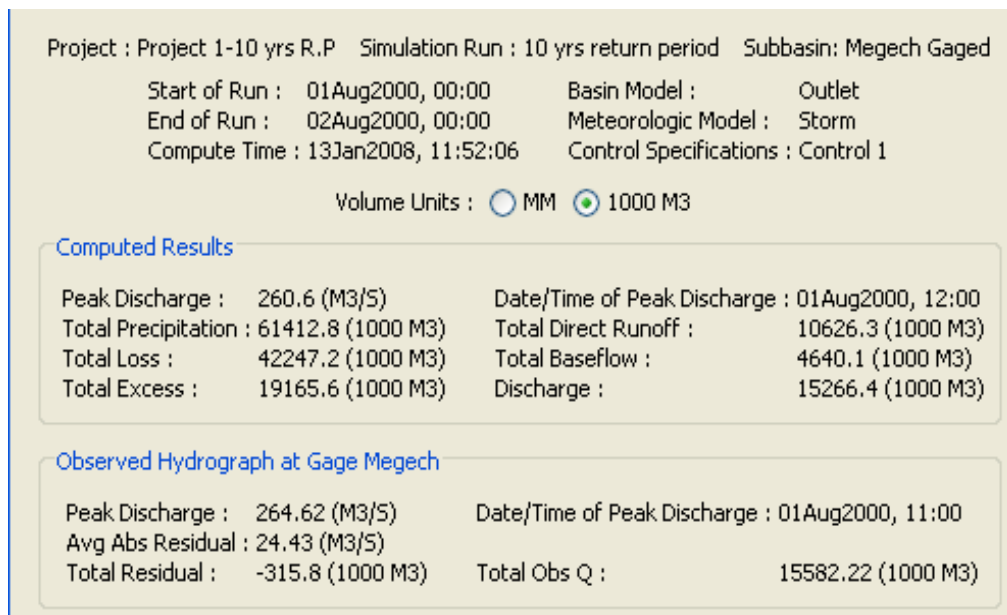 Project : Project 1-10 yrs R.P Simulation Run : 10 yrs return period Subbasin: Megech Gaged
Start of Run : 01Aug2000, 00:00 Basin Model : Outlet
End of Run : 02Aug2000, 00:00 Meteorologic Model : Storm
Compute Time : 13Jan2008, 11:52:06 Control Specifications : Control 1
Volume Units : MM 1000 M3
Computed Results
Peak Discharge : 260.6 (M3/S) Date/Time of Peak Discharge : 01Aug2000, 12:00
Total Precipitation : 61412.8 (1000 M3) Total Direct Runoff : 10626.3 (1000 M3)
Total Loss : 42247.2 (1000 M3) Total Baseflow : 4640.1 (1000 M3)
Total Excess : 19165.6 (1000 M3) Discharge : 15266.4 (1000 M3)
Observed Hydrograph at Gage Megech
Peak Discharge : 264.62 (M3/S) Date/Time of Peak Discharge : 01Aug2000, 11:00
Avg Abs Residual : 24.43 (M3/S)
Total Residual : -315.8 (1000 M3) Total Obs Q : 15582.22 (1000 M3)